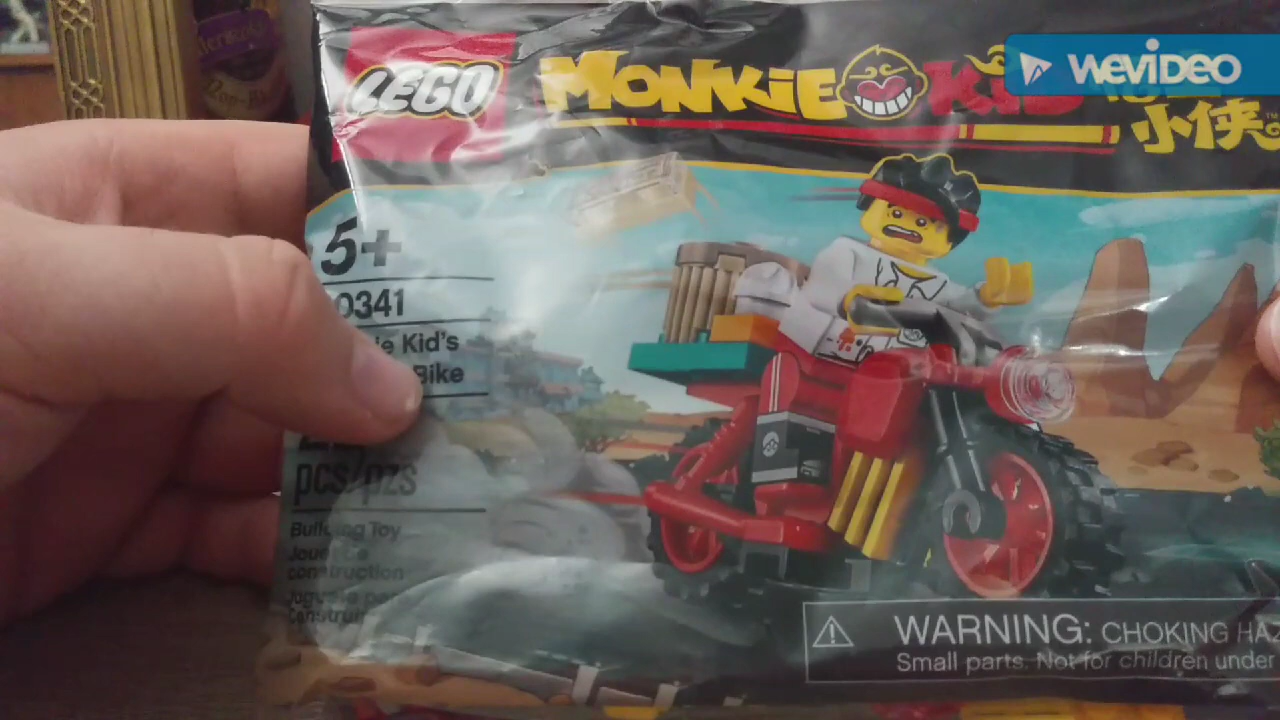 LEGO
MONKIE KID
WEVIDEO
小侠
TM
5+
0341
Kid's
Bike
pcs/pzs
Building Toy
construction
WARNING: CHOKING
Small parts. Not for children under